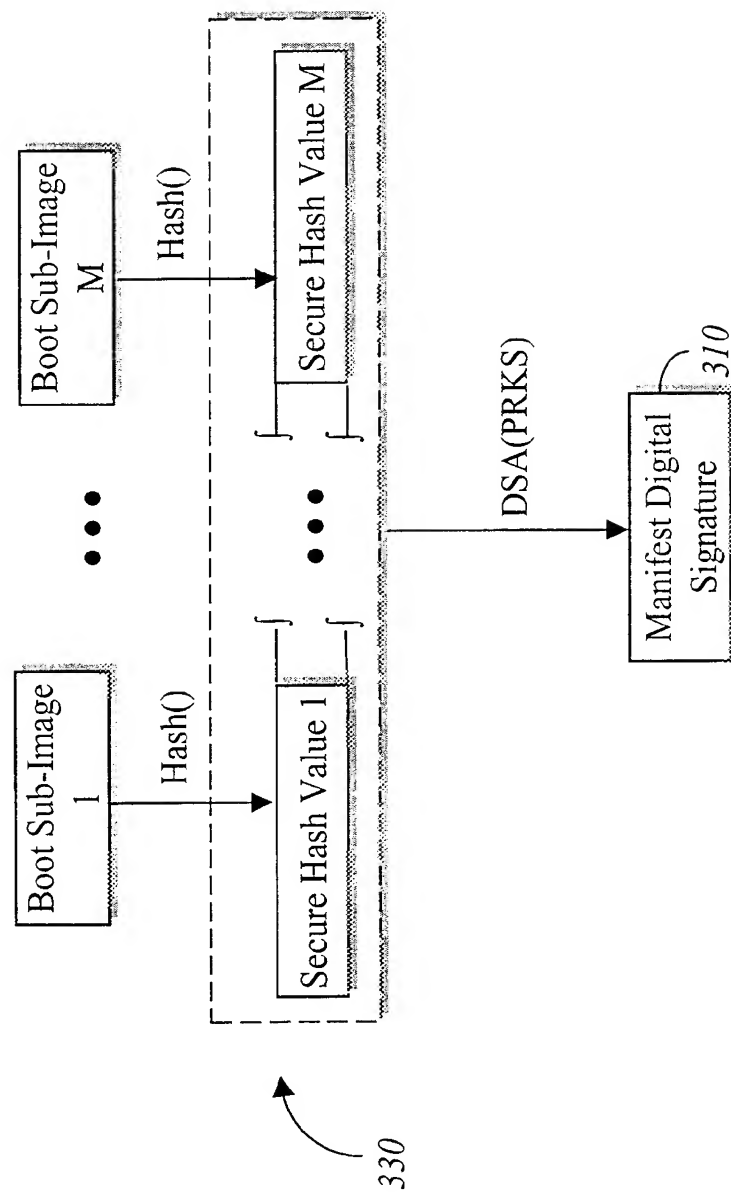 Boot Sub-Image
1
Boot Sub-Image
M
Hash()
Hash()
Secure Hash Value 1
Secure Hash Value M
330
DSA(PRKS)
Manifest Digital
Signature
310